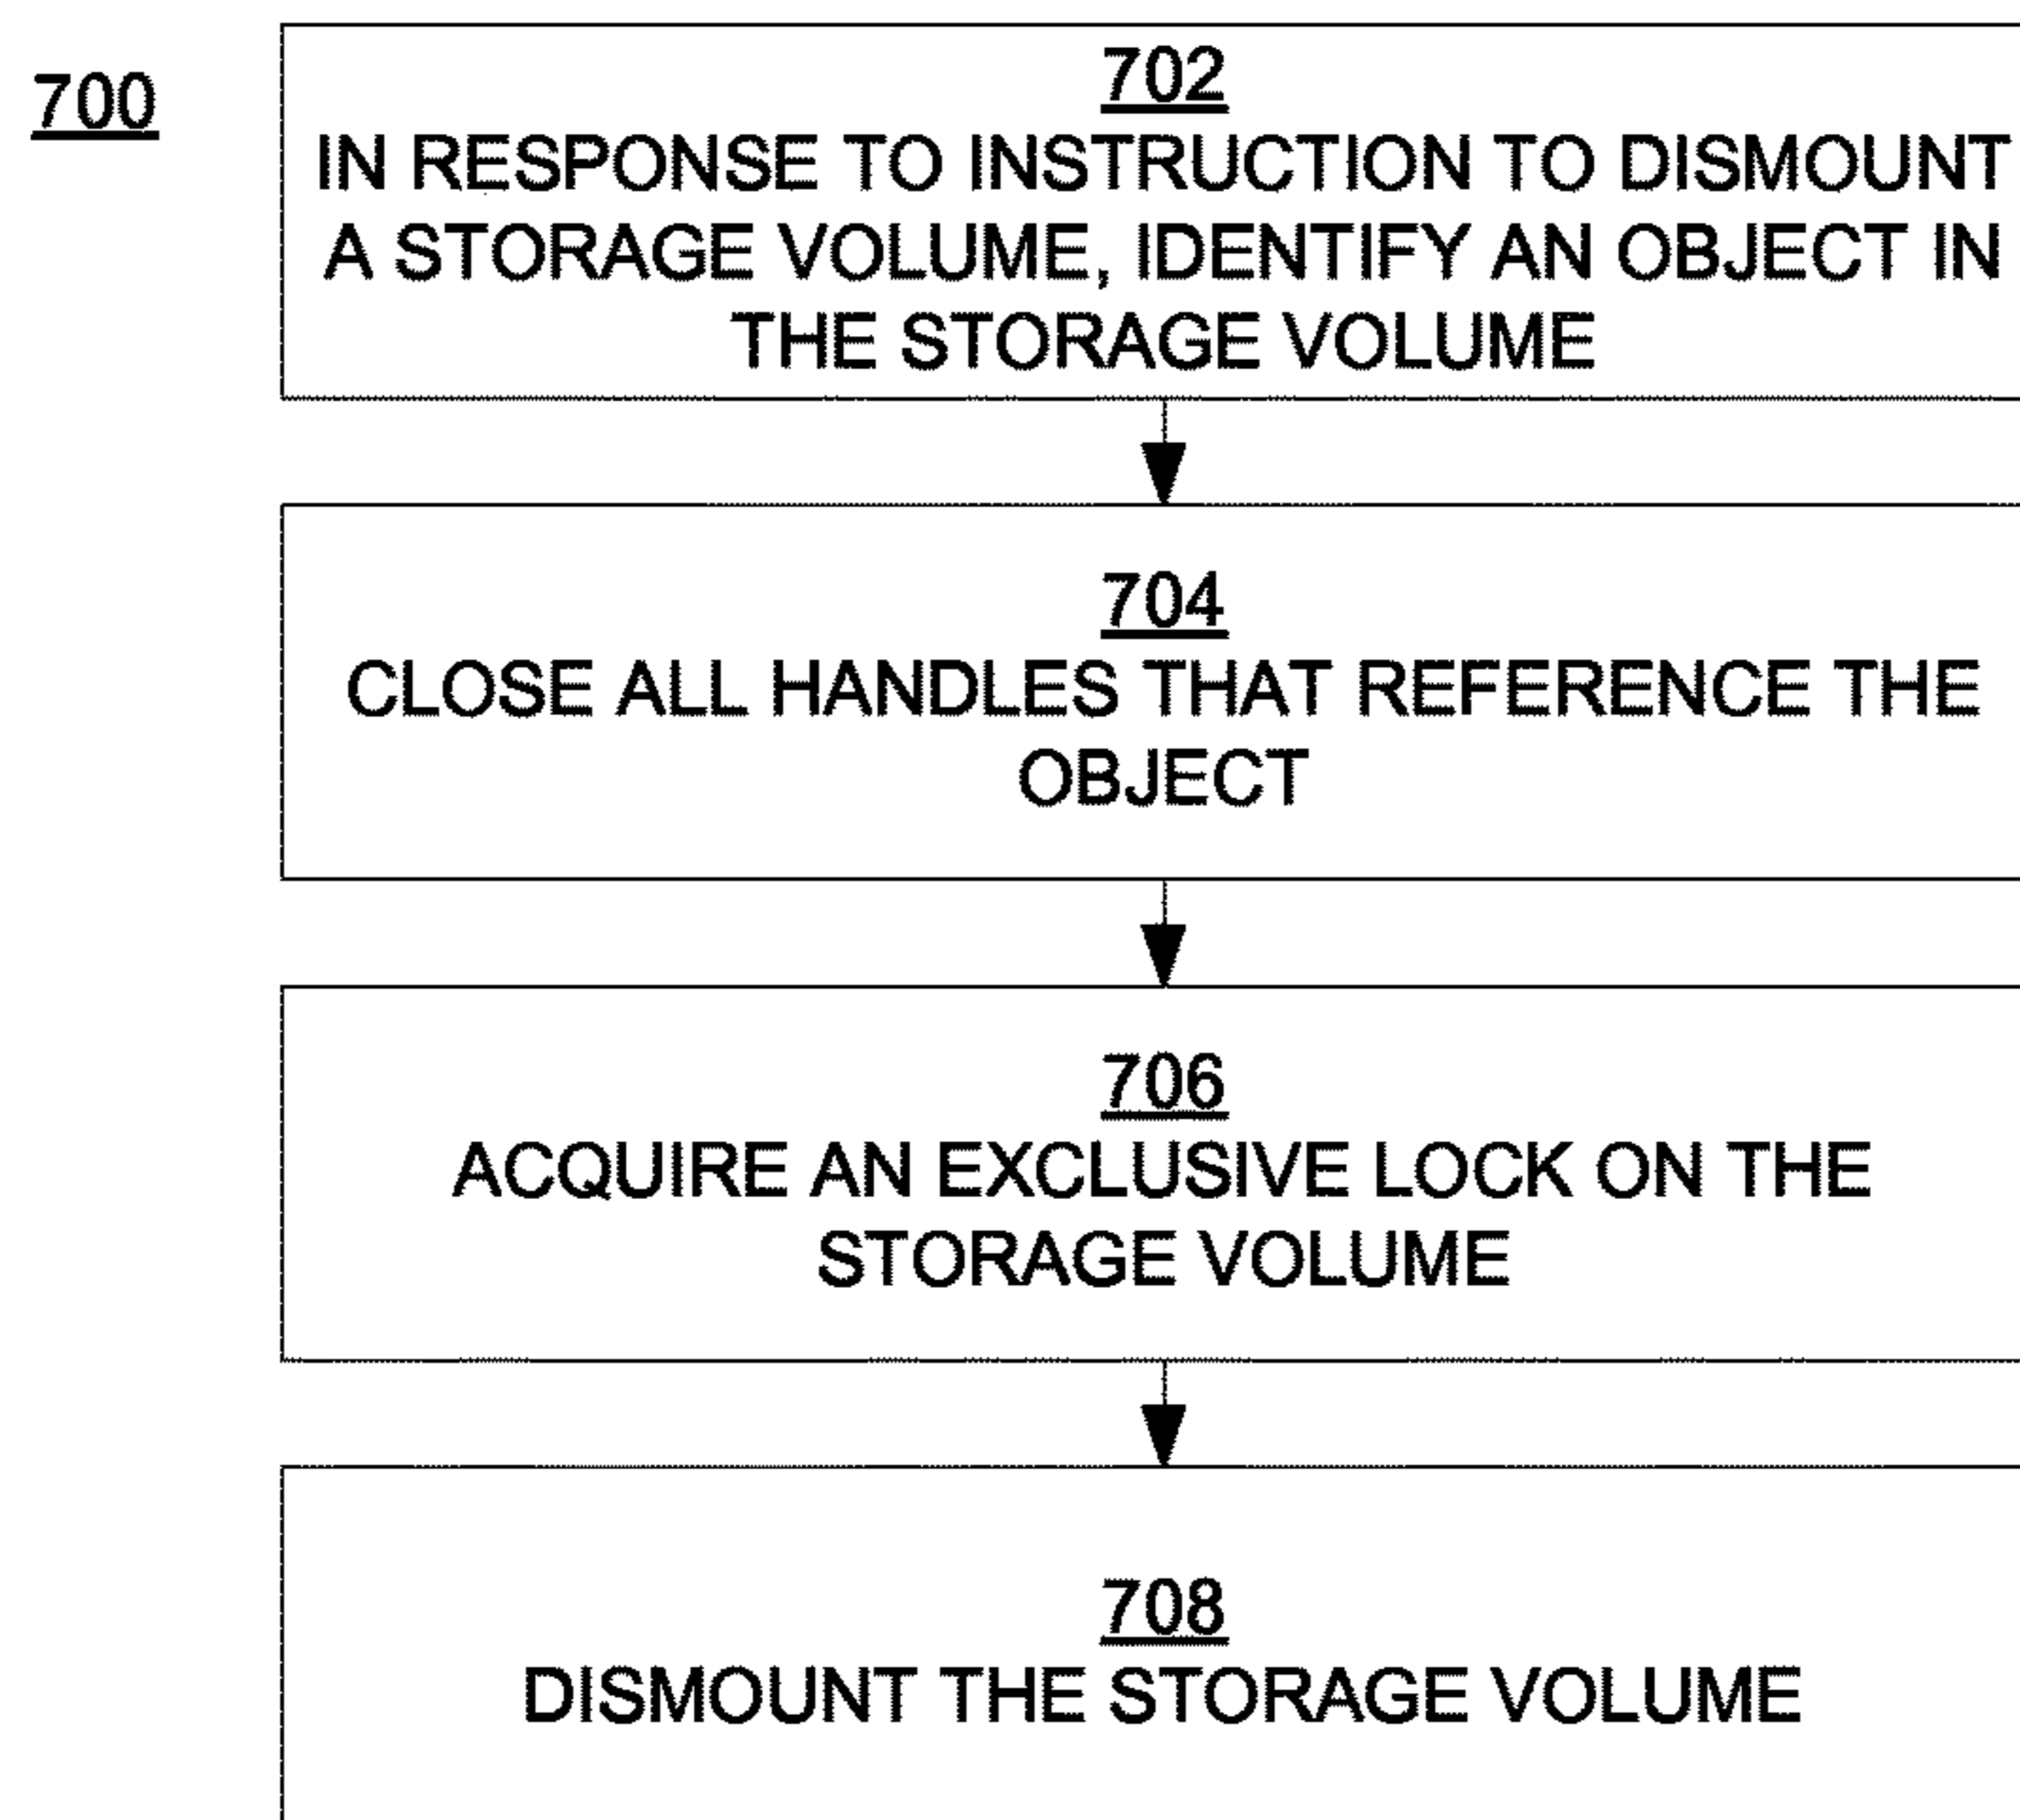 700
702
IN RESPONSE TO INSTRUCTION TO DISMOUNT
A STORAGE VOLUME, IDENTIFY AN OBJECT IN
THE STORAGE VOLUME
704
CLOSE ALL HANDLES THAT REFERENCE THE
OBJECT
706
ACQUIRE AN EXCLUSIVE LOCK ON THE
STORAGE VOLUME
708
DISMOUNT THE STORAGE VOLUME